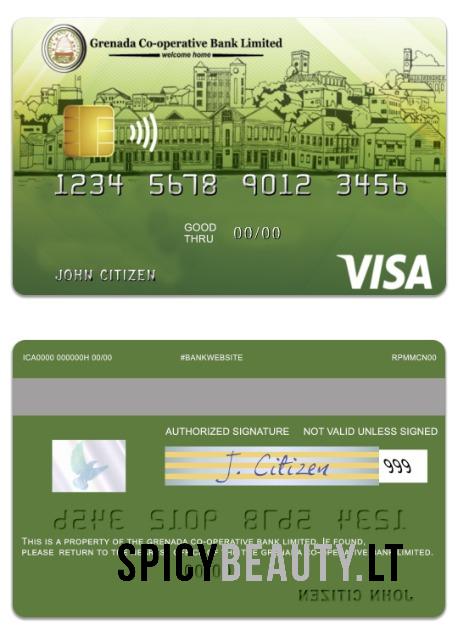 Grenada Co-operative Bank Limited
welcome home
1234 5678 9012 3456
GOOD THRU 00/00
JOHN CITIZEN
VISA
ICA0000 000000H 00/00 #BANKWEBSITE RPMMCN00
AUTHORIZED SIGNATURE NOT VALID UNLESS SIGNED
J. Citizen 999
THIS IS A PROPERTY OF THE GRENADA CO-OPERATIVE BANK LIMITED. IF FOUND,
PLEASE RETURN TO OFFICE OF THE GRENADA CO-OPERATIVE BANK LIMITED.
SPICYBEAUTY.LT